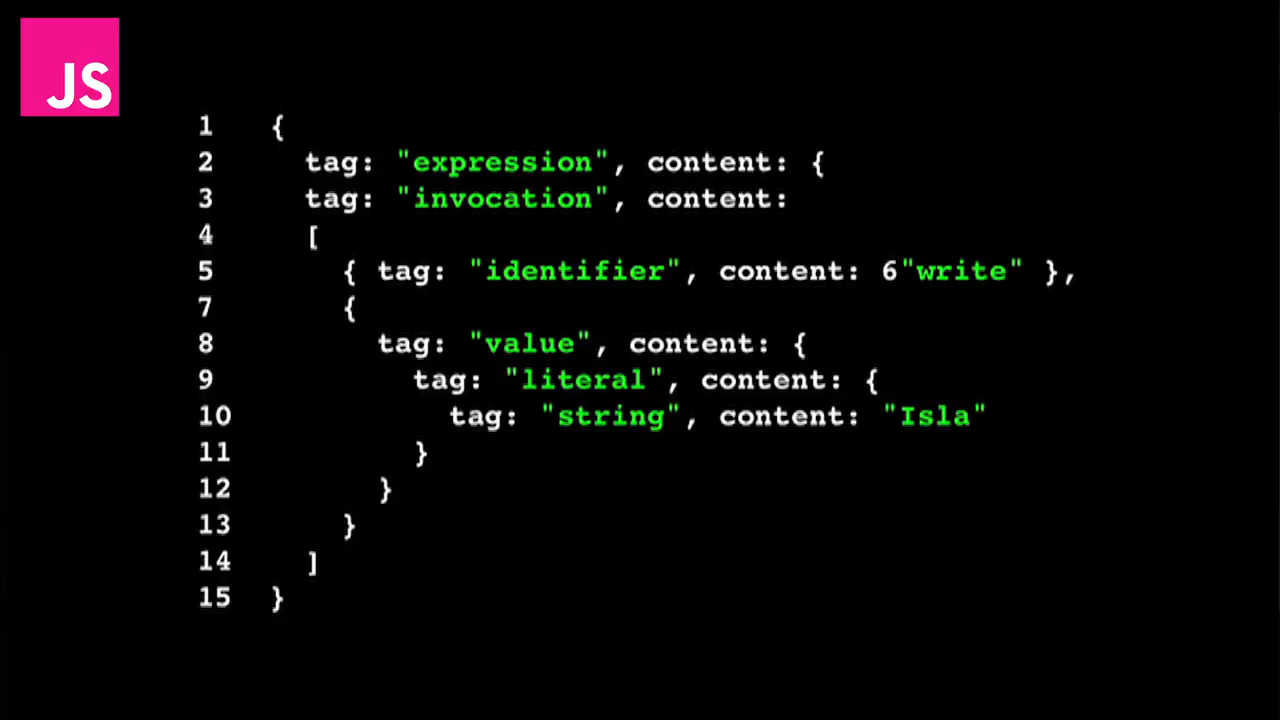 JS
1 {
2 tag: "expression", content: {
3 tag: "invocation", content:
4 [
5 { tag: "identifier", content: 6"write" },
7 {
8 tag: "value", content: {
9 tag: "literal", content: {
10 tag: "string", content: "Isla"
11 }
12 }
13 }
14 ]
15 }